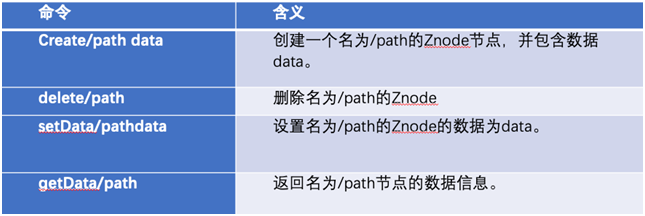 命令 含义
Create/path data 创建一个名为/path的Znode节点，并包含数据
data。
delete/path 删除名为/path的Znode
setData/pathdata 设置名为/path的Znode的数据为data。
getData/path 返回名为/path节点的数据信息。